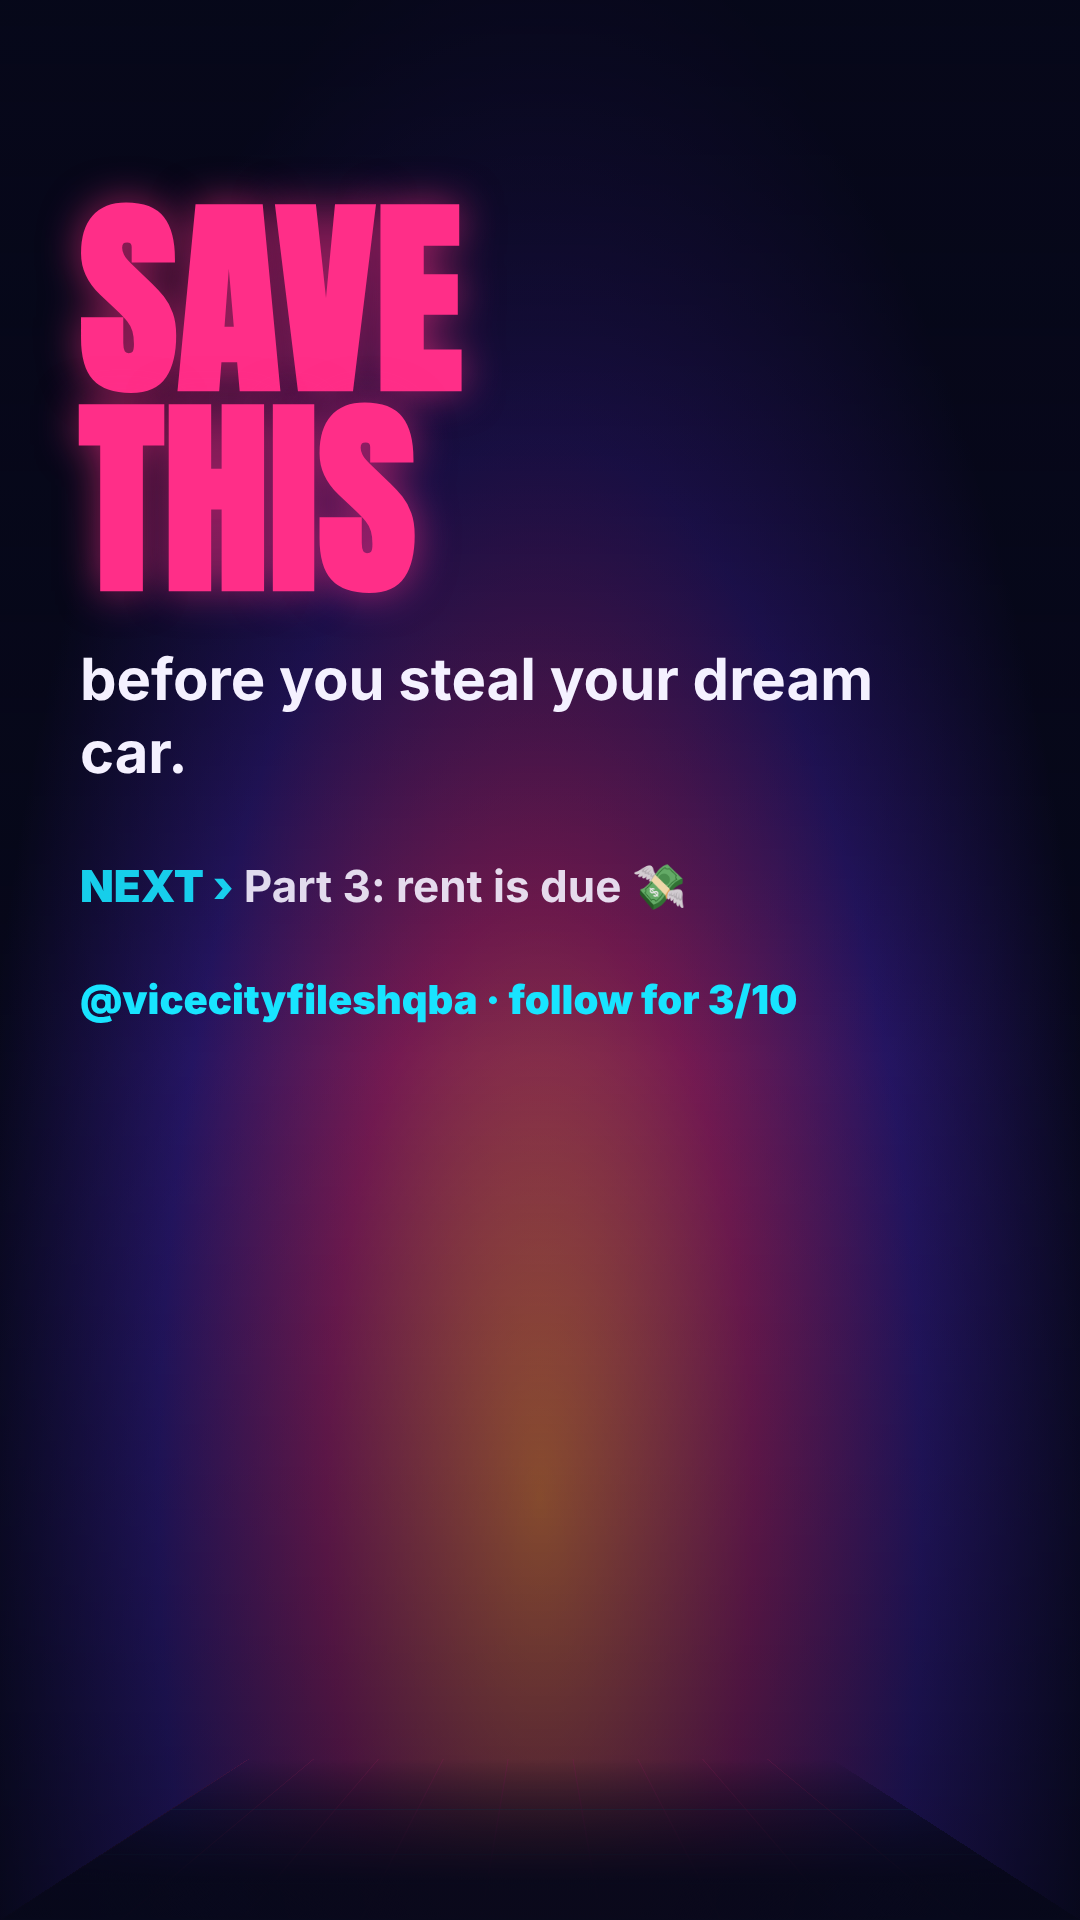 SAVE
THIS
before you steal your dream
car.
NEXT › Part 3: rent is due 💸
@vicecityfileshqba · follow for 3/10